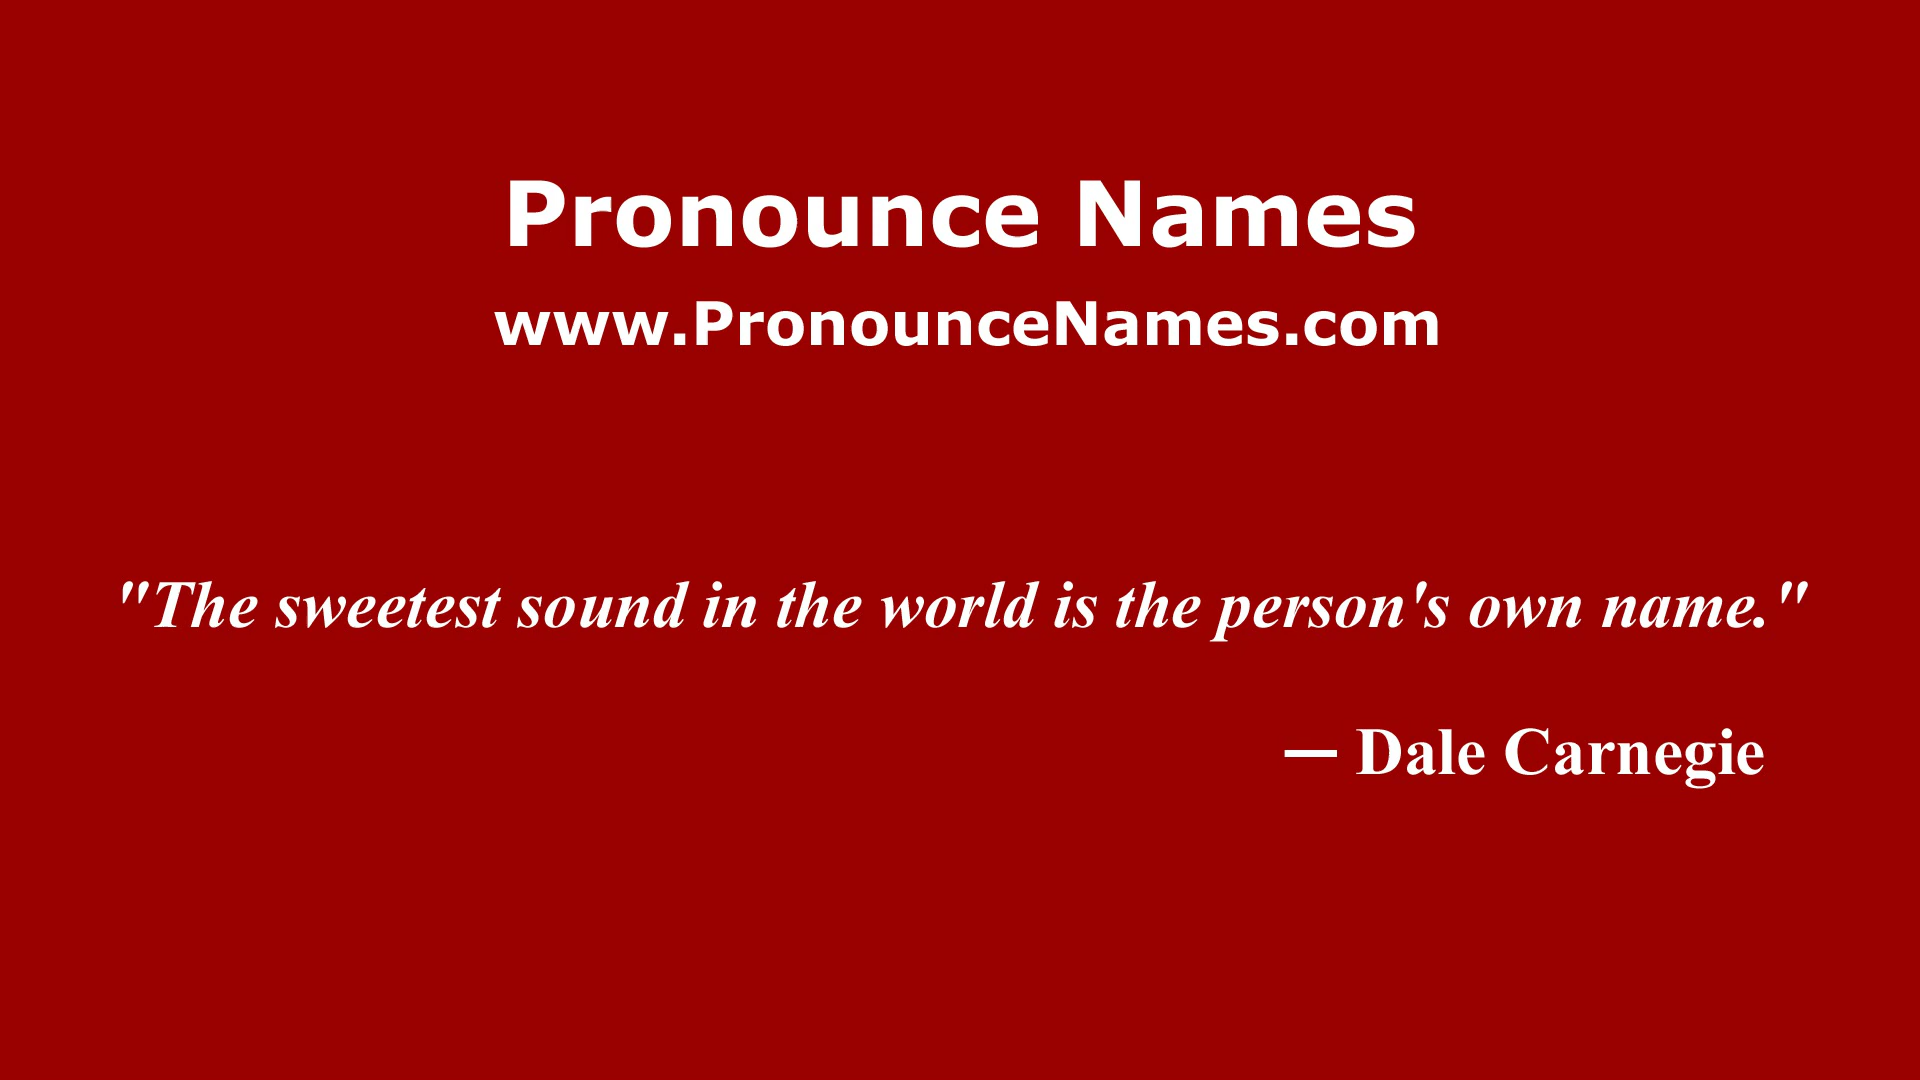 Pronounce Names
www.PronounceNames.com
"The sweetest sound in the world is the person's own name."
— Dale Carnegie